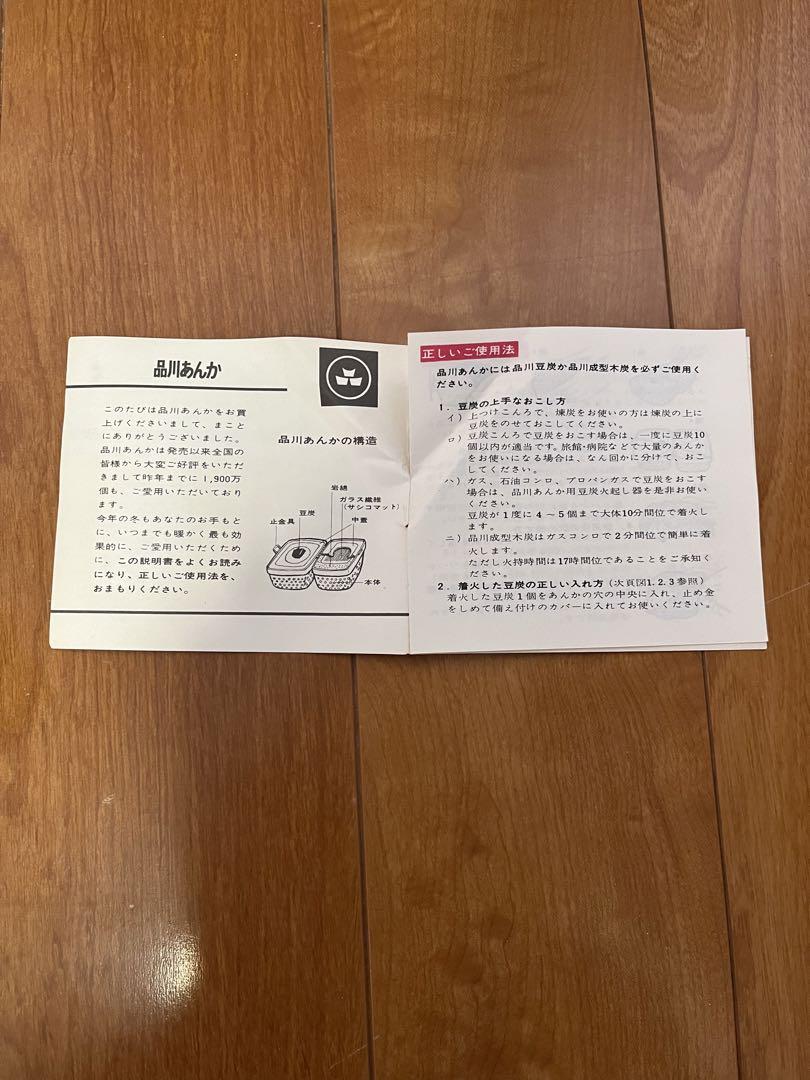 品川あんか
このたびは品川あんかをお買
上げくださいまして、まこと
にありがとうございました。
品川あんかは発売以来全国の
皆様から大変ご好評をいただ
きまして昨年までに 1,900万
個も、ご愛用いただいており
ます。
今年の冬もあなたのお手もと
に、いつまでも暖かく最も効
果的に、ご愛用いただくため
に、この説明書をよくお読み
になり、正しいご使用法を、
おまもりください。
品川あんかの構造
岩綿
ガラス繊維
(サシコマット)
豆炭
中蓋
止金具
本体
正しいご使用法
品川あんかには品川豆炭か品川成型木炭を必ずご使用く
ださい。
1. 豆炭の上手なおこし方
イ)上つけこんろで、煉炭をお使いの方は煉炭の上に
豆炭をのせておこしてください。
ロ)豆炭こんろで豆炭をおこす場合は、一度に豆炭10
個以内が適当です。旅館・病院などで大量のあんか
をお使いになる場合は、なん回かに分けて、おこ
してください。
ハ)ガス、石油コンロ、プロパンガスで豆炭をおこす
場合は、品川あんか用豆炭火起し器を是非お使い
ください。
豆炭が1度に4〜5個まで大体10分間位で着火し
ます。
ニ)品川成型木炭はガスコンロで2分間位で簡単に着
火します。
ただし火持時間は17時間位であることをご承知く
ださい。
2. 着火した豆炭の正しい入れ方(次頁図1.2.3参照)
着火した豆炭1個をあんかの穴の中央に入れ、止め金
をしめて備え付けのカバーに入れてお使いください。